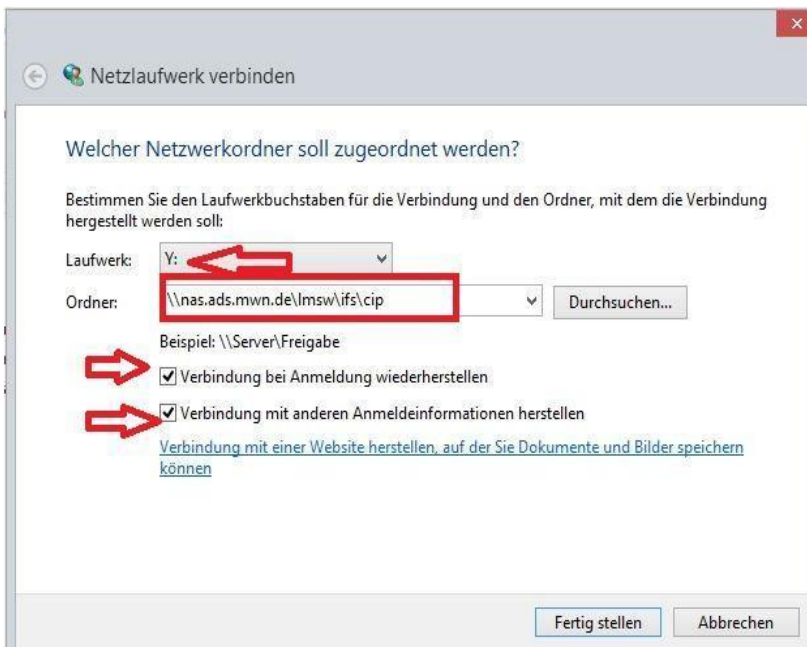 Netzlaufwerk verbinden
Welcher Netzwerkordner soll zugeordnet werden?
Bestimmen Sie den Laufwerkbuchstaben für die Verbindung und den Ordner, mit dem die Verbindung
hergestellt werden soll:
Laufwerk: Y:
Ordner: \\nas.ads.mwn.de\lmsw\ifs\cip Durchsuchen...
Beispiel: \\Server\Freigabe
Verbindung bei Anmeldung wiederherstellen
Verbindung mit anderen Anmeldeinformationen herstellen
Verbindung mit einer Website herstellen, auf der Sie Dokumente und Bilder speichern
können
Fertig stellen Abbrechen